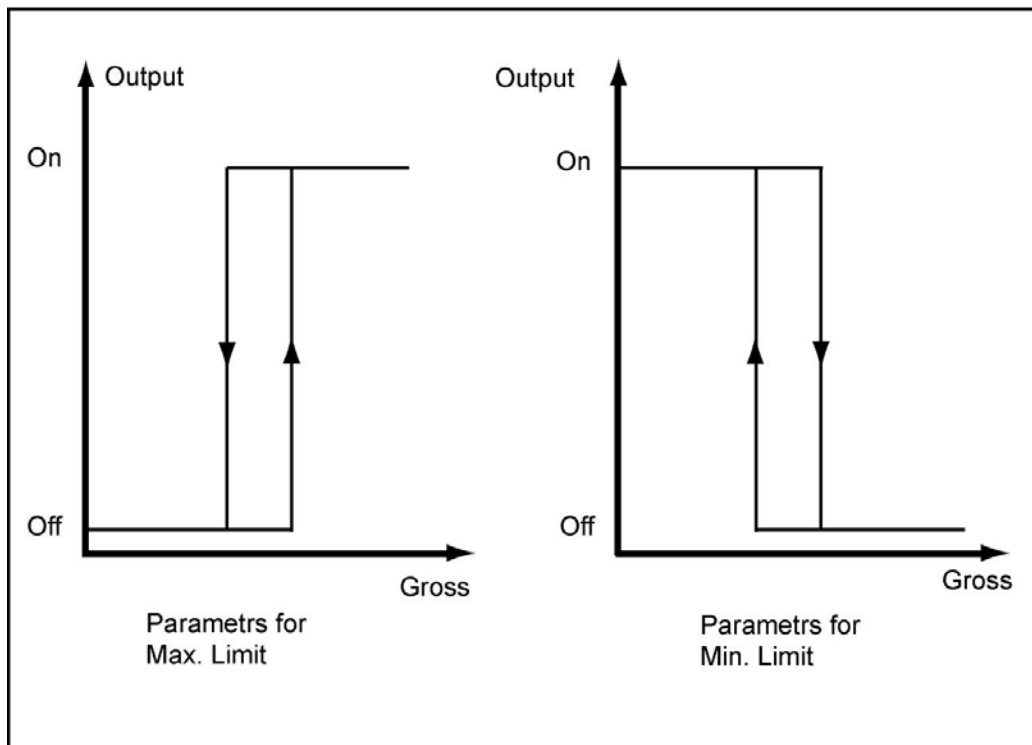 Output
On
Off
Gross
Parametrs for
Max. Limit
Output
On
Off
Gross
Parametrs for
Min. Limit